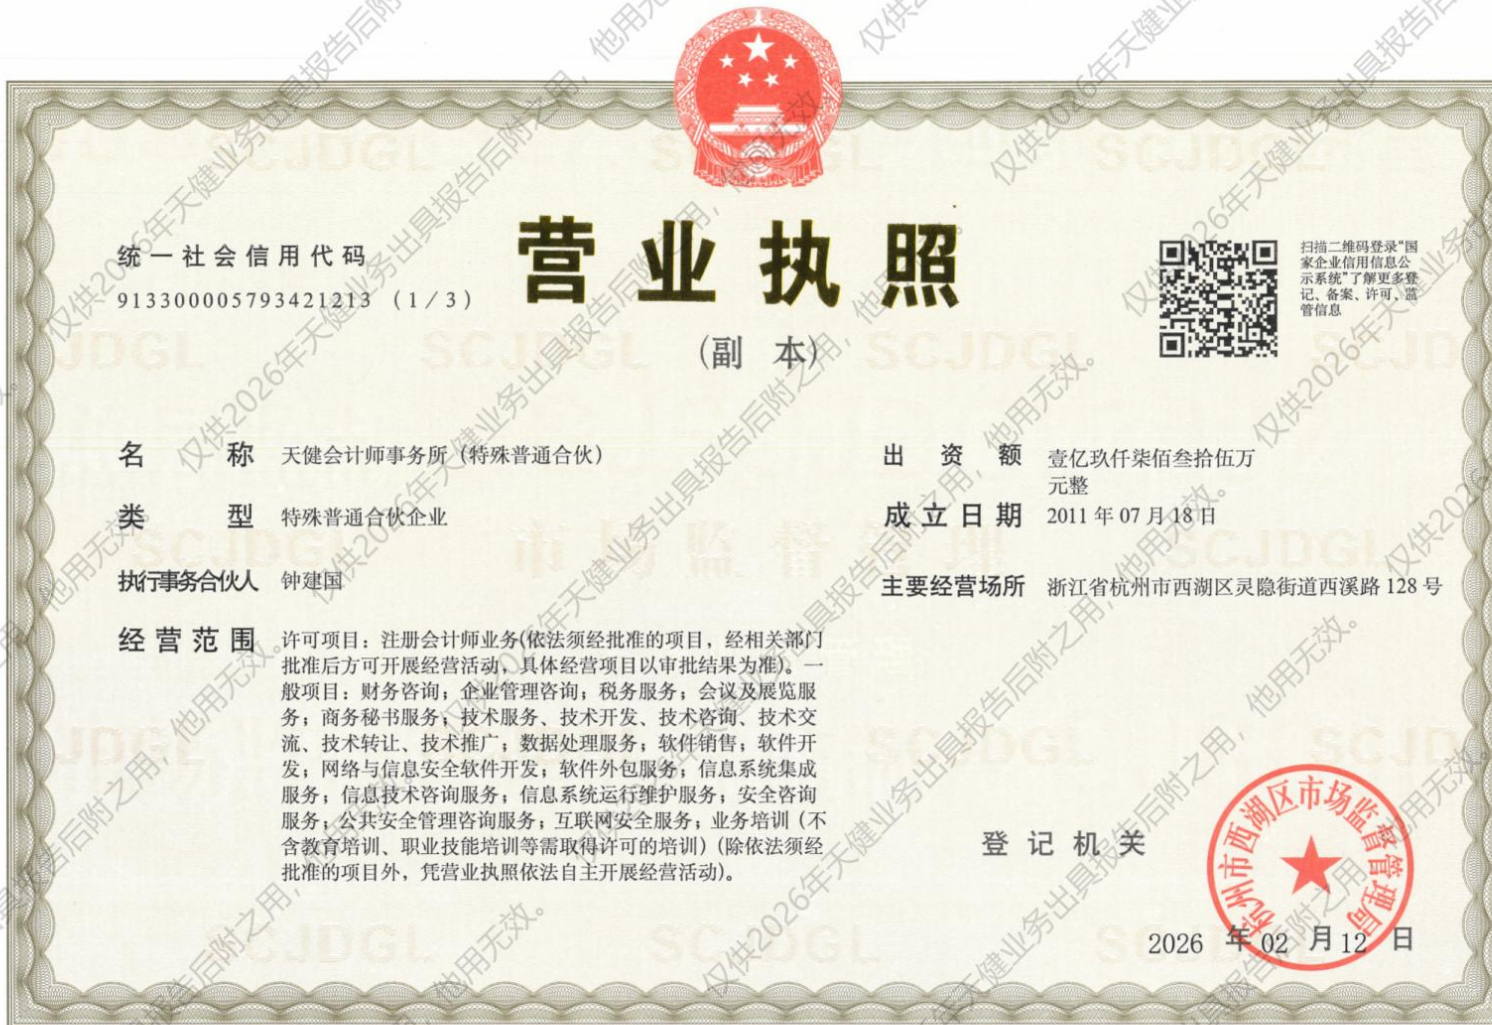 营业执照
(副 本)
统一社会信用代码
913300005793421213 (1/3)
扫描二维码登录“国
家企业信用信息公
示系统”了解更多登
记、备案、许可、监
管信息
名 称 天健会计师事务所（特殊普通合伙）
类 型 特殊普通合伙企业
执行事务合伙人 钟建国
经营范围 许可项目：注册会计师业务(依法须经批准的项目，经相关部门
批准后方可开展经营活动，具体经营项目以审批结果为准)。一
般项目：财务咨询；企业管理咨询；税务服务；会议及展览服
务；商务秘书服务；技术服务、技术开发、技术咨询、技术交
流、技术转让、技术推广；数据处理服务；软件销售；软件开
发；网络与信息安全软件开发；软件外包服务；信息系统集成
服务；信息技术咨询服务；信息系统运行维护服务；安全咨询
服务；公共安全管理咨询服务；互联网安全服务；业务培训（不
含教育培训、职业技能培训等需取得许可的培训）(除依法须经
批准的项目外，凭营业执照依法自主开展经营活动)。
出 资 额 壹亿玖仟柒佰叁拾伍万
元整
成立日期 2011年07月18日
主要经营场所 浙江省杭州市西湖区灵隐街道西溪路128号
登记机关
杭州市西湖区市场监督管理局
2026 年 02 月 12 日
仅供2026年天健业务出具报告后附之用，他用无效。
SCJDGL
市场监督管理